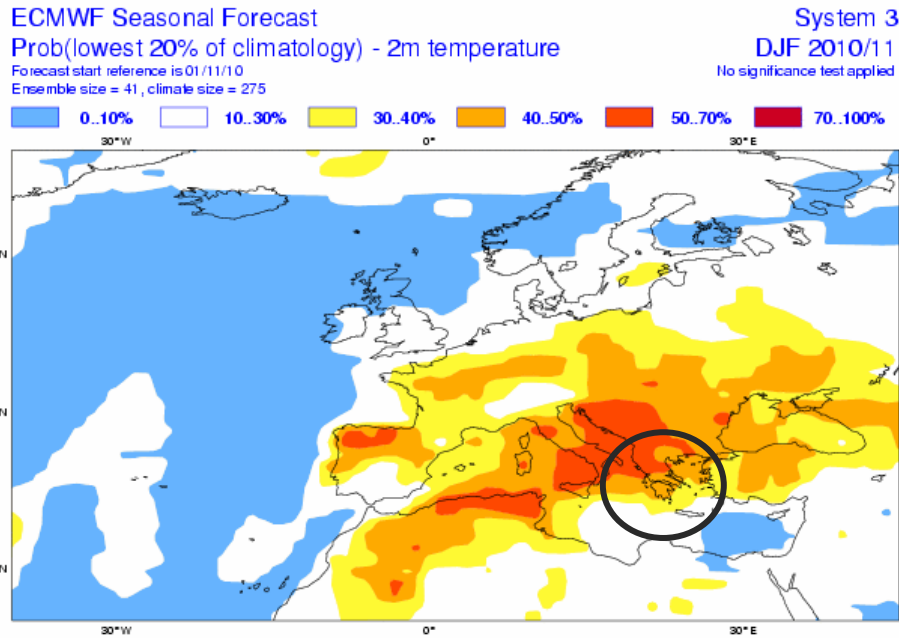 ECMWF Seasonal Forecast System 3
Prob(lowest 20% of climatology) - 2m temperature DJF 2010/11
Forecast start reference is 01/11/10 No significance test applied
Ensemble size = 41, climate size = 275
0..10% 10..30% 30..40% 40..50% 50..70% 70..100%
30°W 0° 30°E
N
N
N
30°W 0° 30°E